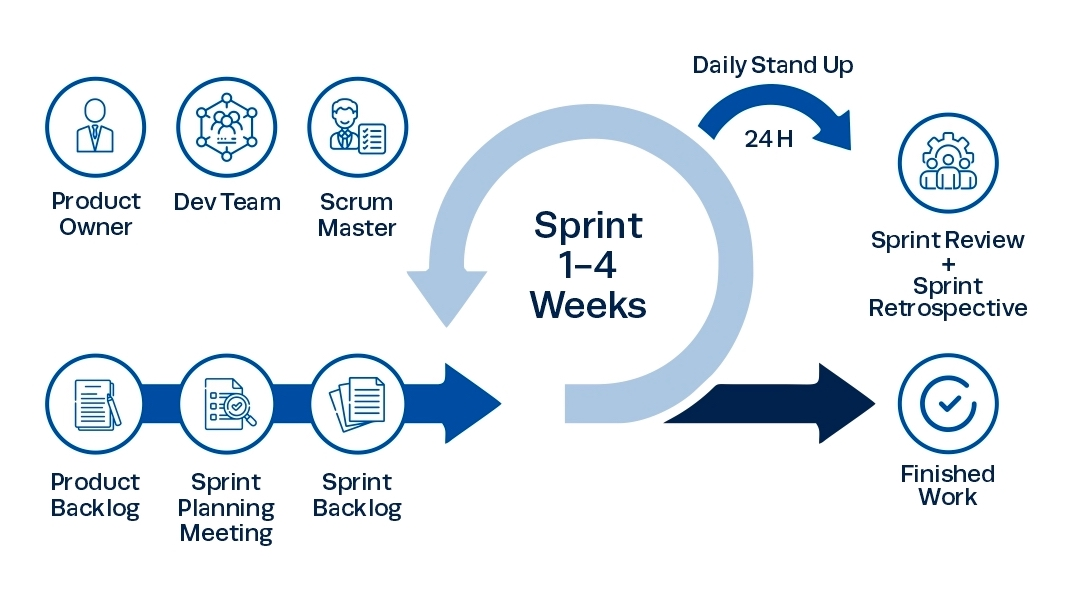 Daily Stand Up
24 H
Product
Owner
Dev Team
Scrum
Master
Sprint
1–4
Weeks
Sprint Review
+
Sprint
Retrospective
Product
Backlog
Sprint
Planning
Meeting
Sprint
Backlog
Finished
Work